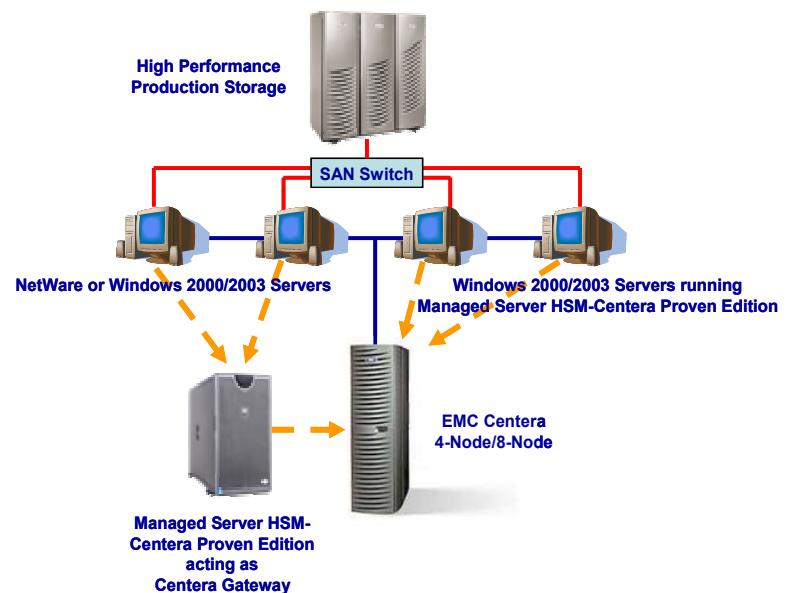 High Performance
Production Storage
SAN Switch
NetWare or Windows 2000/2003 Servers
Windows 2000/2003 Servers running
Managed Server HSM-Centera Proven Edition
EMC Centera
4-Node/8-Node
Managed Server HSM-
Centera Proven Edition
acting as
Centera Gateway